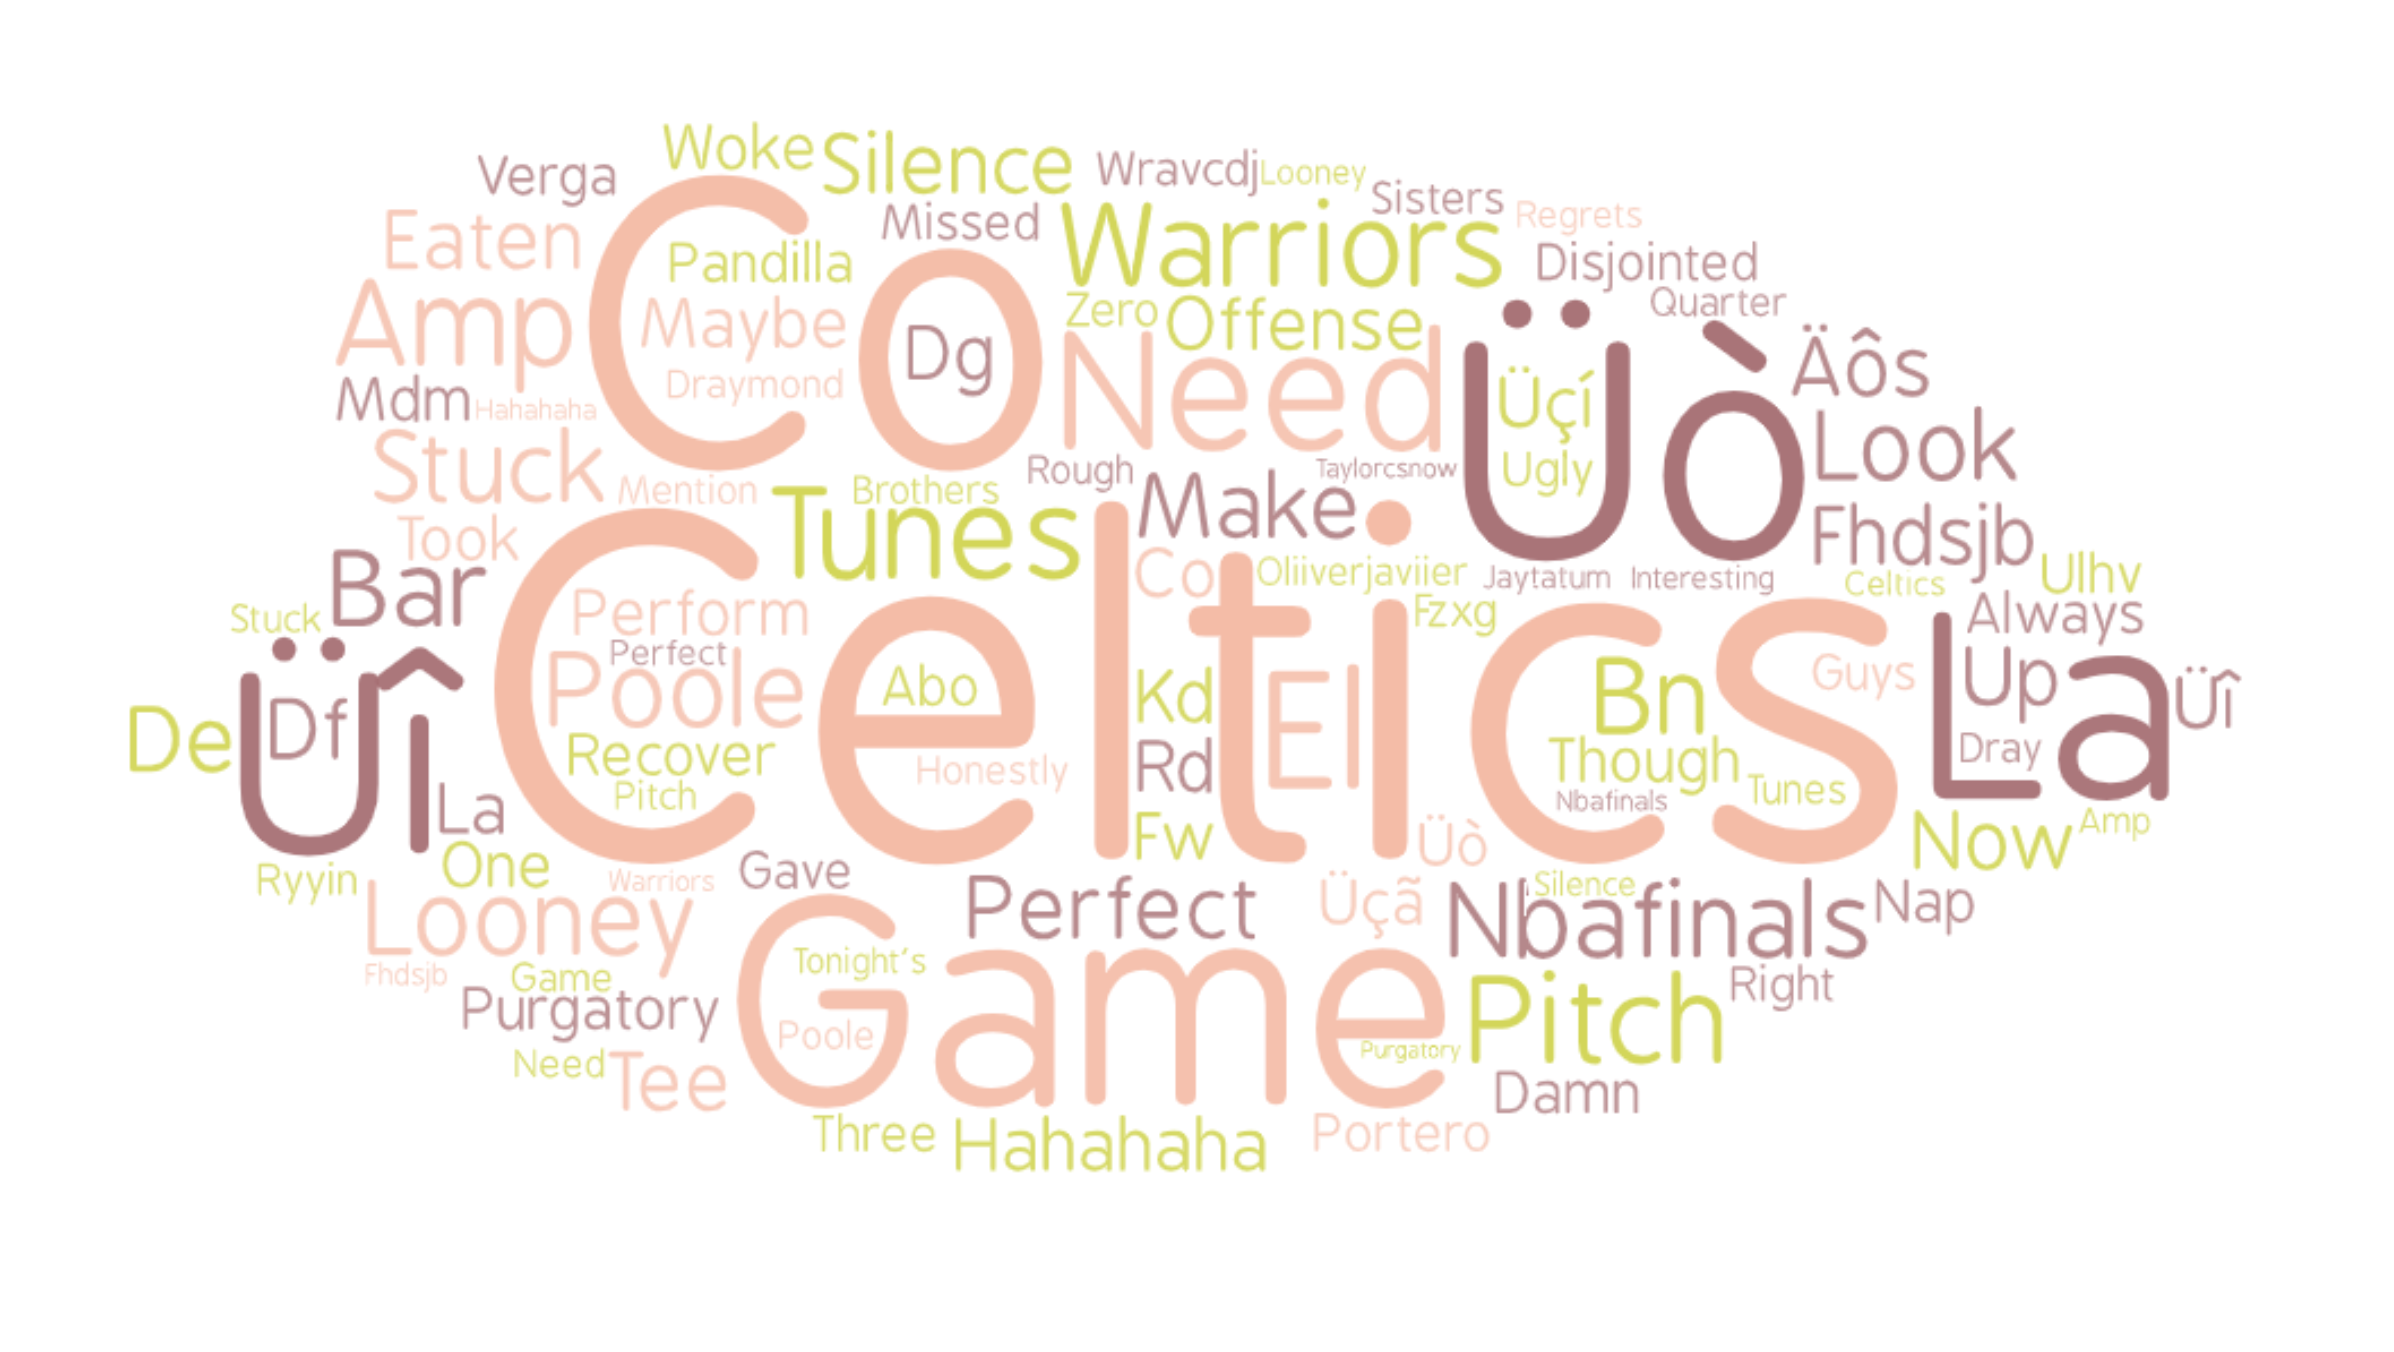 Woke
Silence
Wravcdj
Looney
Verga
Missed
Sisters
Regrets
Warriors
Eaten
Co
Pandilla
Disjointed
Zero
Offense
Quarter
Amp
Maybe
Dg
Need
Üò
Äôs
Draymond
Üçí
Mdm
Hahahaha
Look
Stuck
Mention
Brothers
Rough
Taylorcsnow
Ugly
Make
Took
Tunes
Fhdsjb
Bar
Celtics
Co
Oliiverjaviier
Jaytatum
Interesting
Celtics
Ulhv
Stuck
Perform
Fzxg
Always
Perfect
Poole
Abo
Kd
El
Bn
Guys
La
Up
Üî
De
Üî
Df
Recover
Honestly
Rd
Though
Dray
Pitch
Nbafinals
Tunes
La
Fw
Üò
Now
Amp
One
Ryyin
Warriors
Gave
Perfect
Üçã
Silence
Nbafinals
Nap
Looney
Fhdsjb
Game
Tonight's
Game
Pitch
Right
Purgatory
Poole
Purgatory
Need
Tee
Damn
Three
Hahahaha
Portero